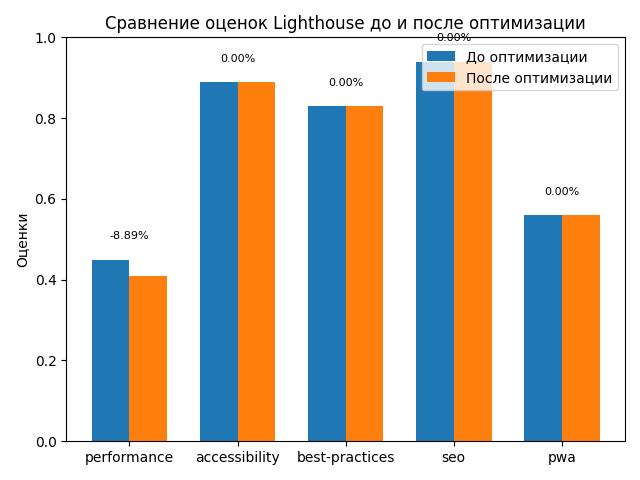 Сравнение оценок Lighthouse до и после оптимизации
0.00%
1.0
До оптимизации
После оптимизации
0.00%
0.00%
0.8
0.6
0.00%
-8.89%
Оценки
0.4
0.2
0.0
performance accessibility best-practices seo pwa